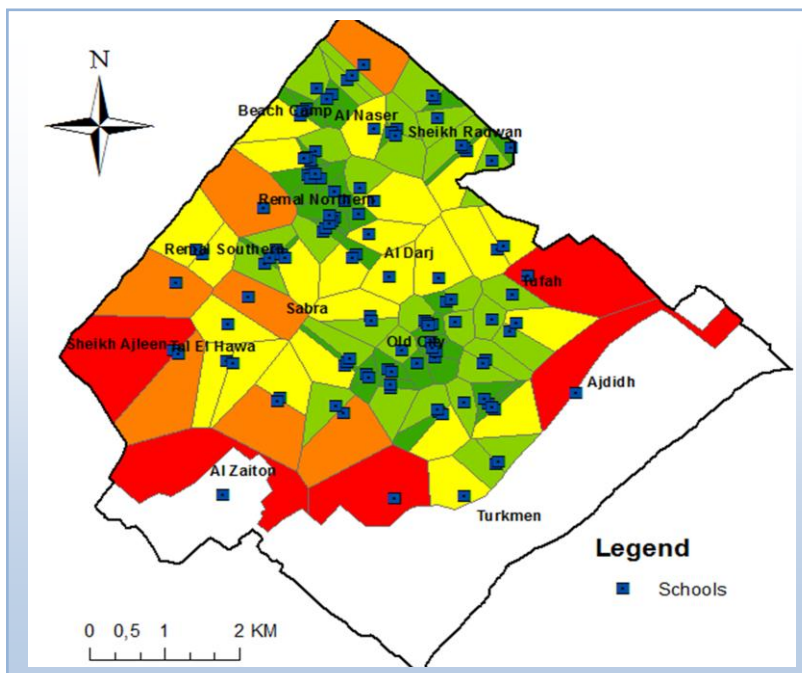 N
Beach Camp
Al Naser
Sheikh Radwan
Remal Northern
Remal Southern
Al Darj
Tufah
Sabra
Sheikh Ajleen
Tal El Hawa
Old City
Ajdidh
Al Zaiton
Turkmen
Legend
Schools
0 0,5 1 2 KM